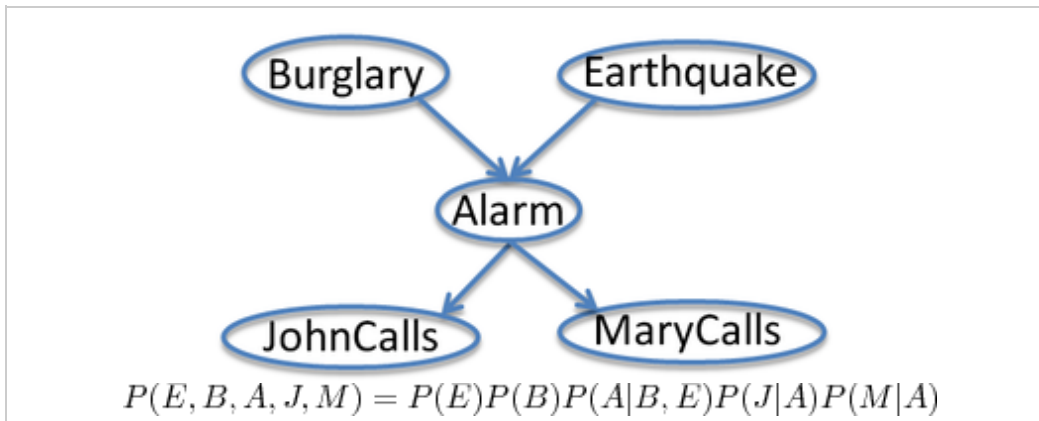 Burglary Earthquake
Alarm
JohnCalls MaryCalls
P(E, B, A, J, M) = P(E)P(B)P(A|B, E)P(J|A)P(M|A)